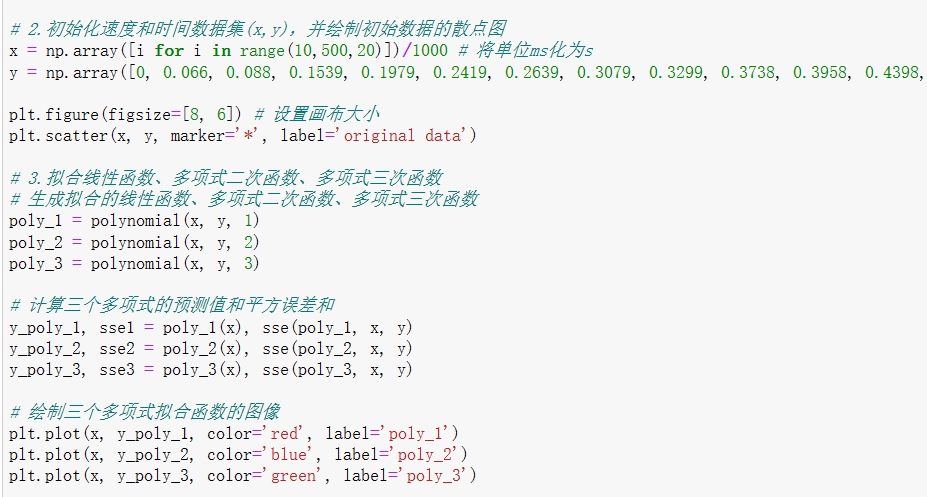 # 2.初始化速度和时间数据集(x,y)，并绘制初始数据的散点图
x = np.array([i for i in range(10,500,20)])/1000 # 将单位ms化为s
y = np.array([0, 0.066, 0.088, 0.1539, 0.1979, 0.2419, 0.2639, 0.3079, 0.3299, 0.3738, 0.3958, 0.4398,
plt.figure(figsize=[8, 6]) # 设置画布大小
plt.scatter(x, y, marker='*', label='original data')
# 3.拟合线性函数、多项式二次函数、多项式三次函数
# 生成拟合的线性函数、多项式二次函数、多项式三次函数
poly_1 = polynomial(x, y, 1)
poly_2 = polynomial(x, y, 2)
poly_3 = polynomial(x, y, 3)
# 计算三个多项式的预测值和平方误差和
y_poly_1, sse1 = poly_1(x), sse(poly_1, x, y)
y_poly_2, sse2 = poly_2(x), sse(poly_2, x, y)
y_poly_3, sse3 = poly_3(x), sse(poly_3, x, y)
# 绘制三个多项式拟合函数的图像
plt.plot(x, y_poly_1, color='red', label='poly_1')
plt.plot(x, y_poly_2, color='blue', label='poly_2')
plt.plot(x, y_poly_3, color='green', label='poly_3')